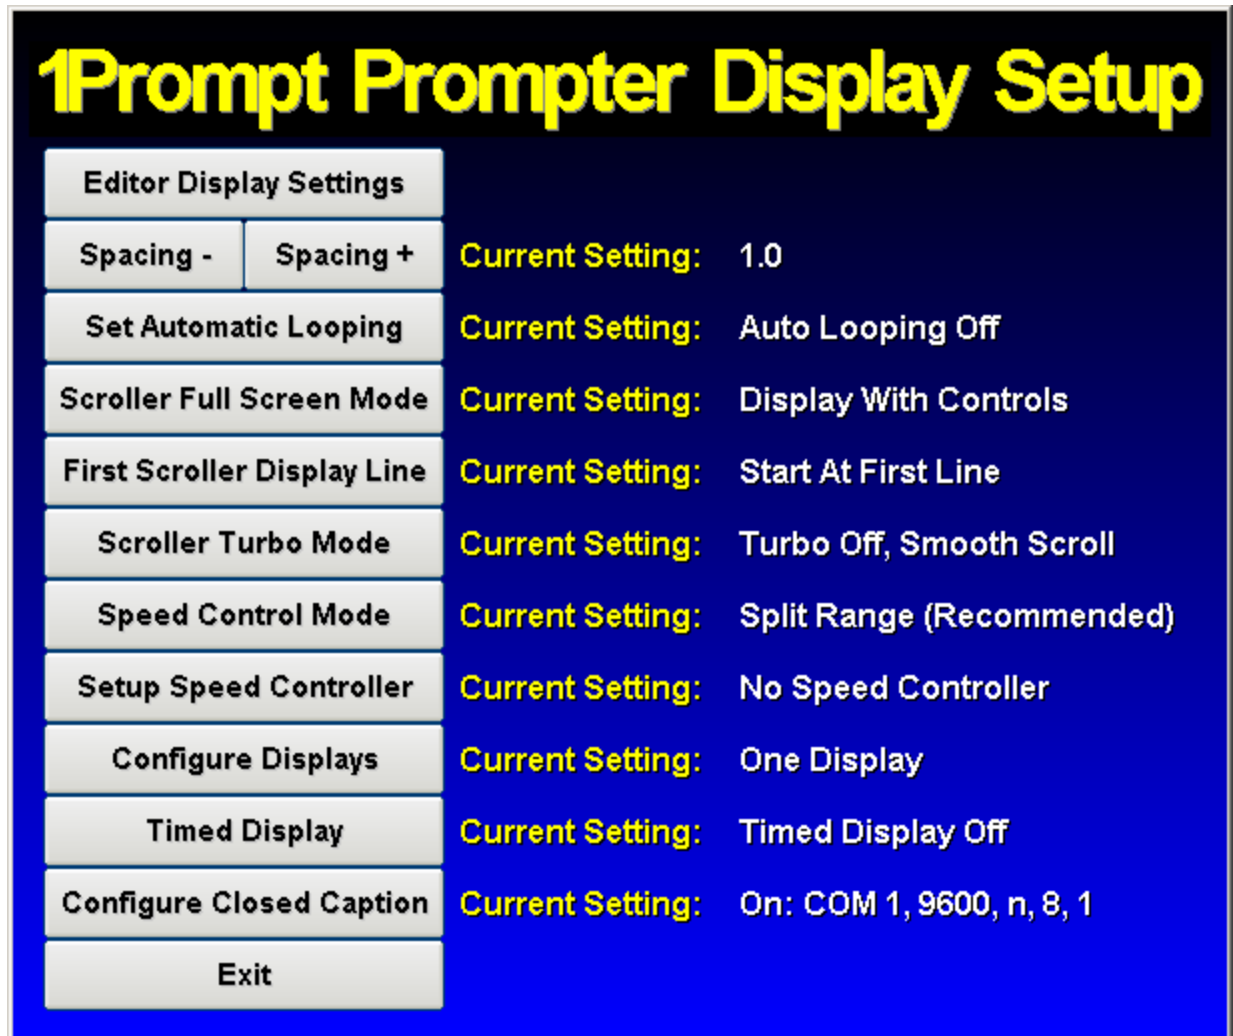 1Prompt Prompter Display Setup
Editor Display Settings
Spacing - Spacing + Current Setting: 1.0
Set Automatic Looping Current Setting: Auto Looping Off
Scroller Full Screen Mode Current Setting: Display With Controls
First Scroller Display Line Current Setting: Start At First Line
Scroller Turbo Mode Current Setting: Turbo Off, Smooth Scroll
Speed Control Mode Current Setting: Split Range (Recommended)
Setup Speed Controller Current Setting: No Speed Controller
Configure Displays Current Setting: One Display
Timed Display Current Setting: Timed Display Off
Configure Closed Caption Current Setting: On: COM 1, 9600, n, 8, 1
Exit